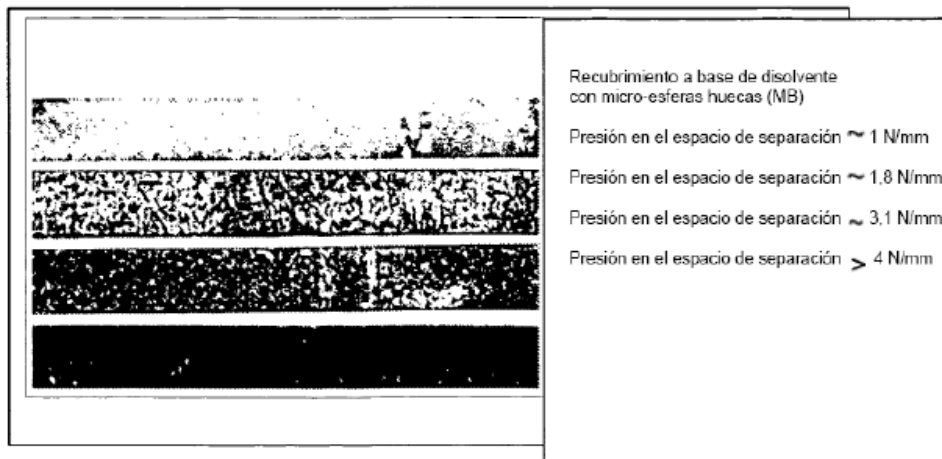 Recubrimiento a base de disolvente
con micro-esferas huecas (MB)
Presión en el espacio de separación ~ 1 N/mm
Presión en el espacio de separación ~ 1,8 N/mm
Presión en el espacio de separación ~ 3,1 N/mm
Presión en el espacio de separación > 4 N/mm